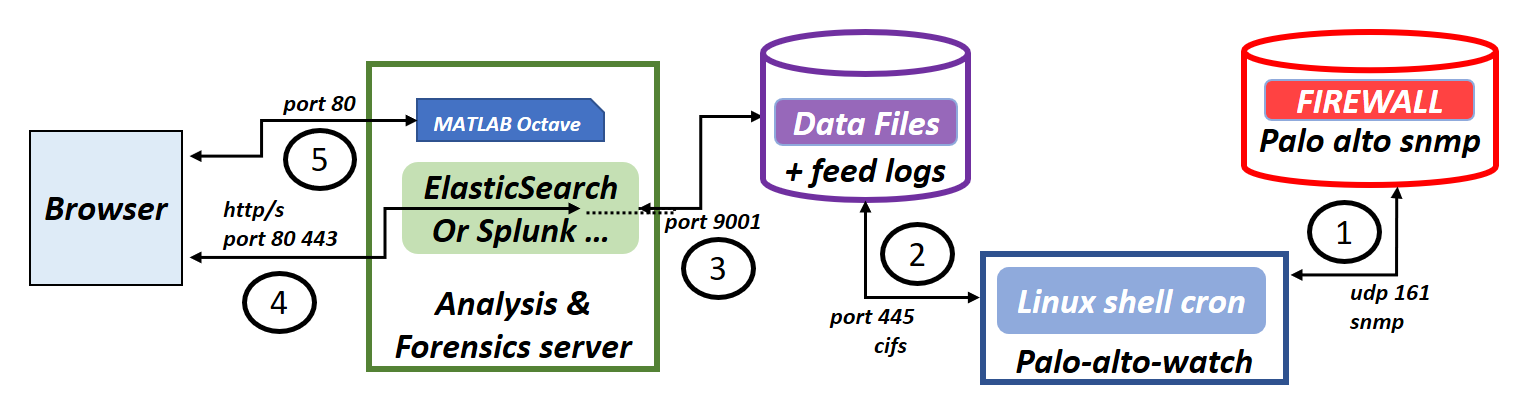 Browser
port 80
5
http/s
port 80 443
4
MATLAB Octave
ElasticSearch
Or Splunk ...
Analysis &
Forensics server
port 9001
3
Data Files
+ feed logs
2
port 445
cifs
Linux shell cron
Palo-alto-watch
FIREWALL
Palo alto snmp
1
udp 161
snmp